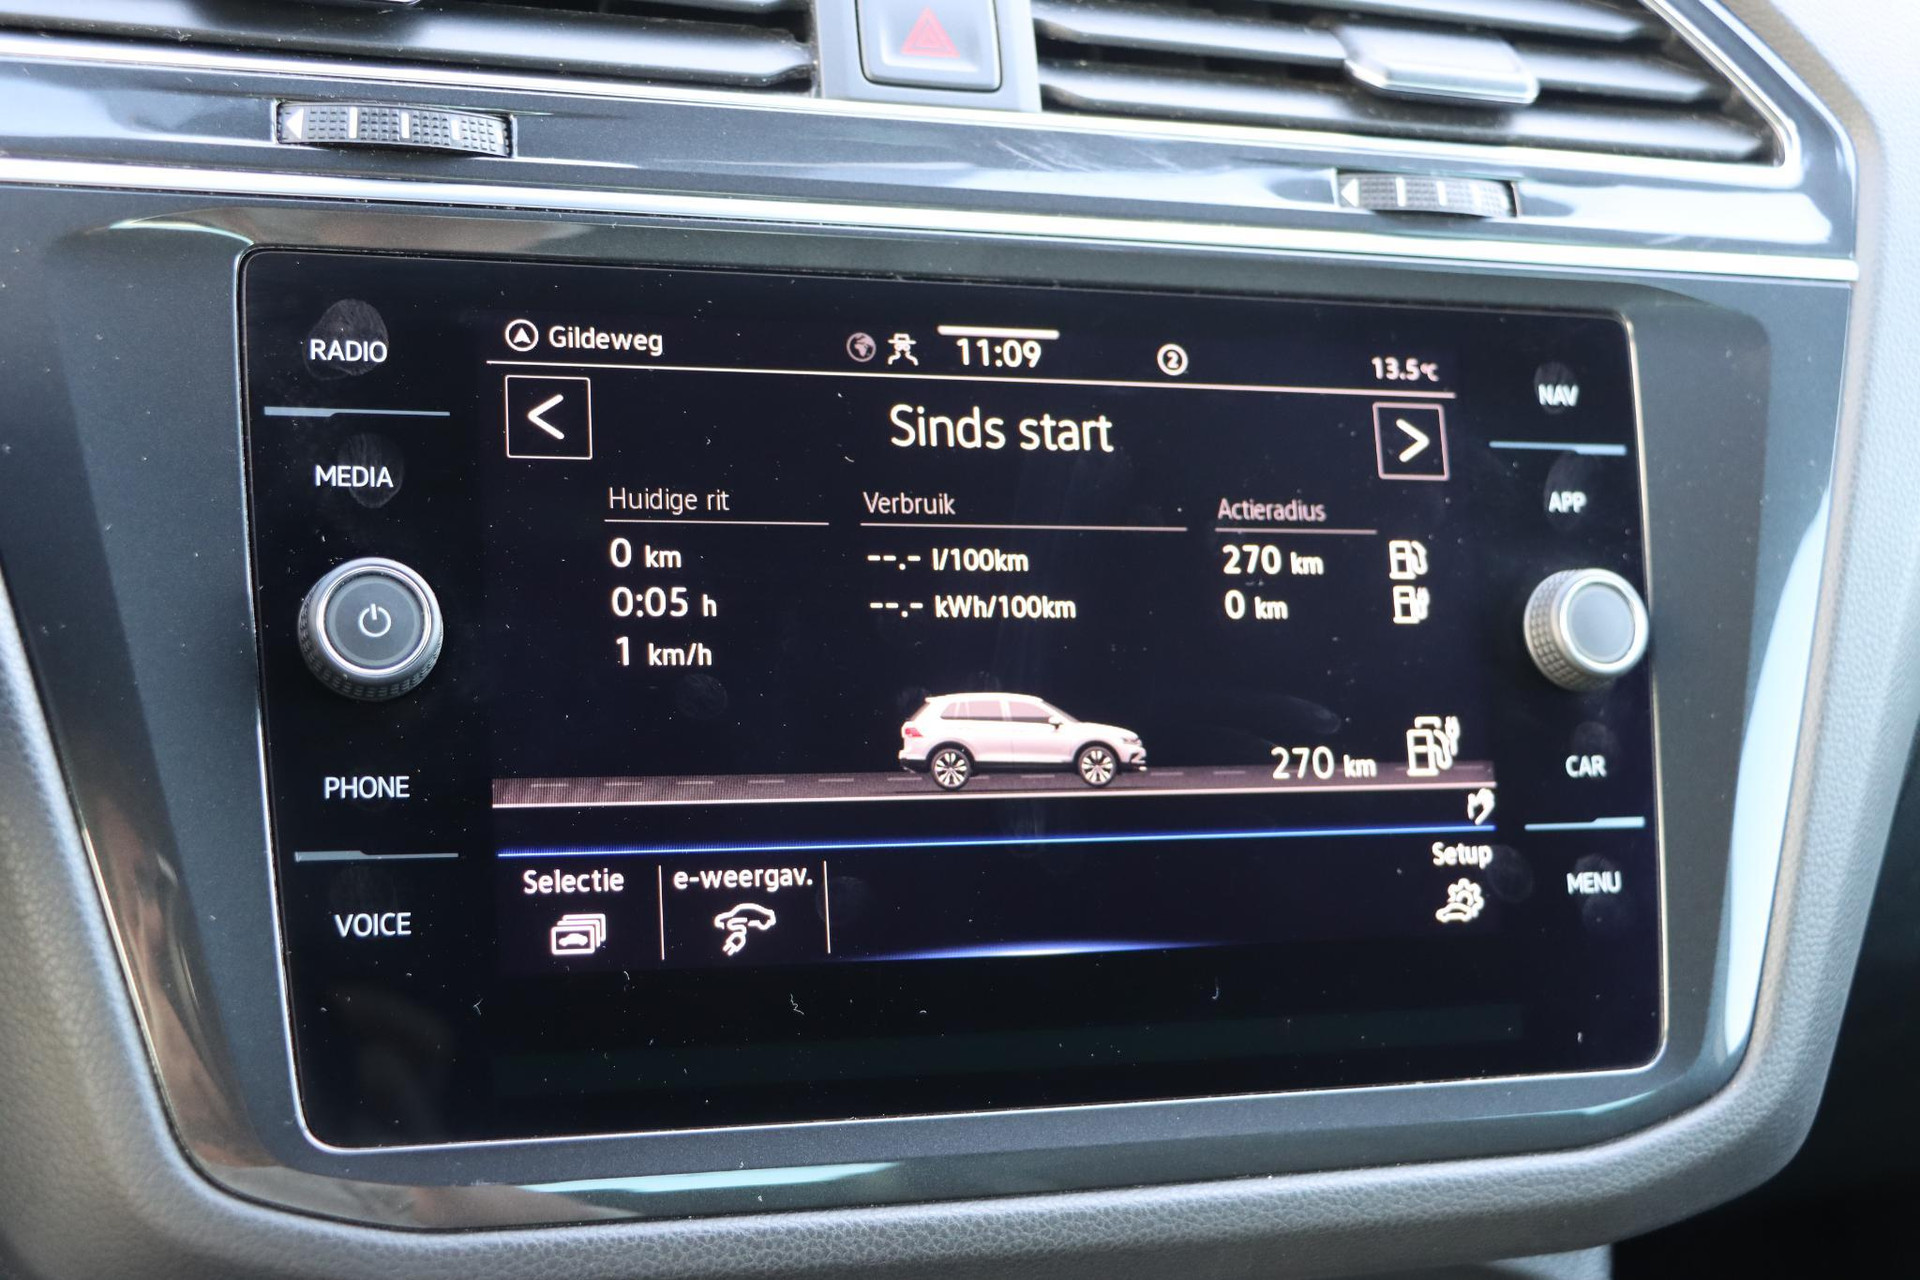 RADIO
MEDIA
PHONE
VOICE
Gildeweg
11:09
2
13.5°C
<
Sinds start
>
Huidige rit
Verbruik
Actieradius
0 km
--.- l/100km
270 km
0:05 h
--.- kWh/100km
0 km
1 km/h
270 km
Selectie
e-weergav.
Setup
NAV
APP
CAR
MENU